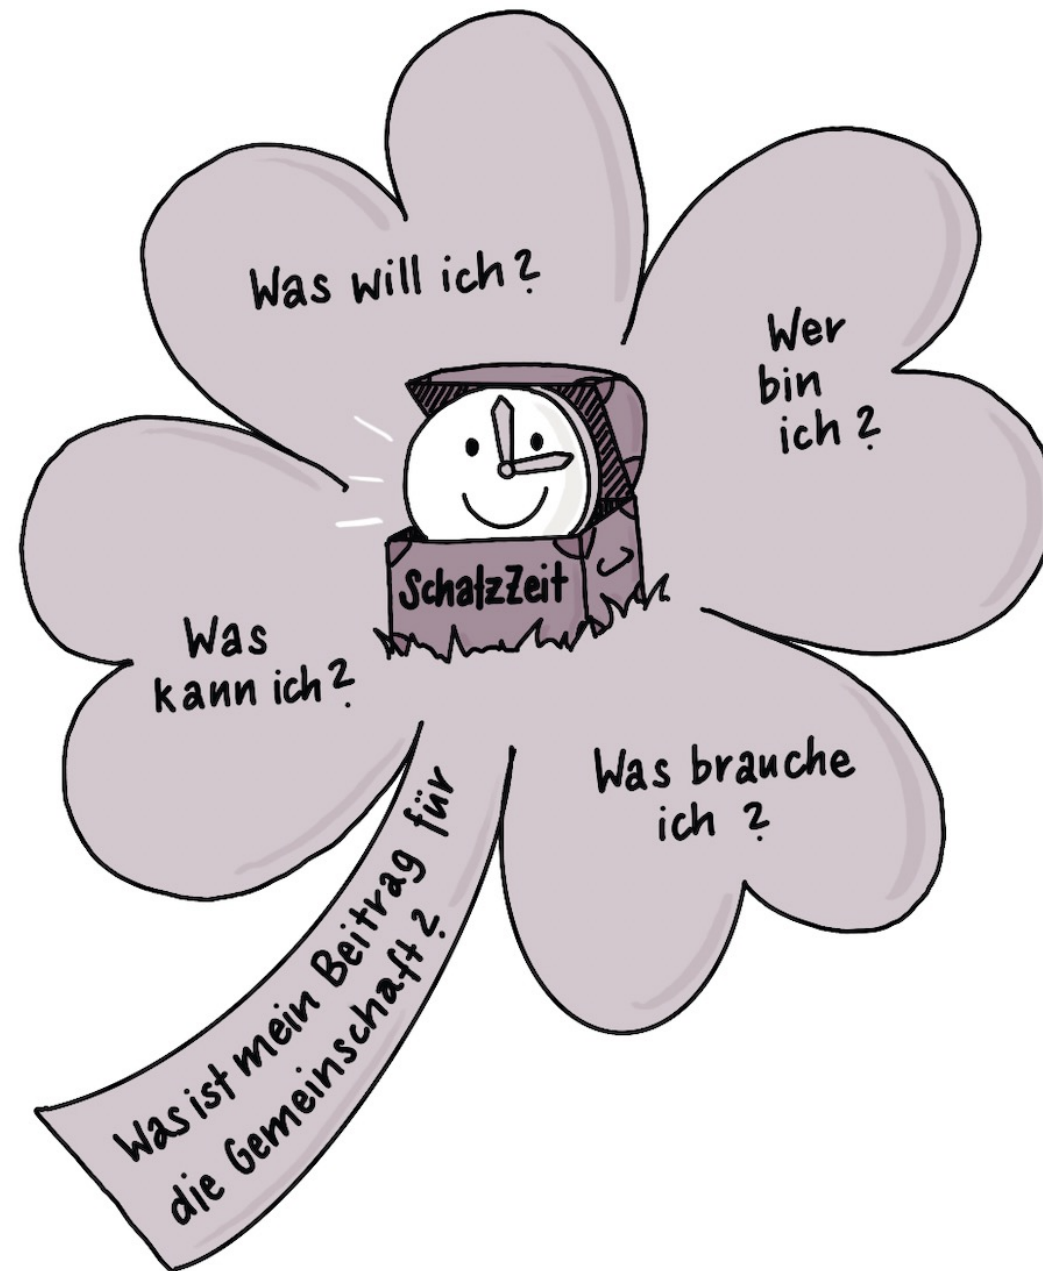 Was will ich?
Wer
bin
ich?
SchatzZeit
Was
kann ich?
Was brauche
ich?
Was ist mein Beitrag für
die Gemeinschaft?